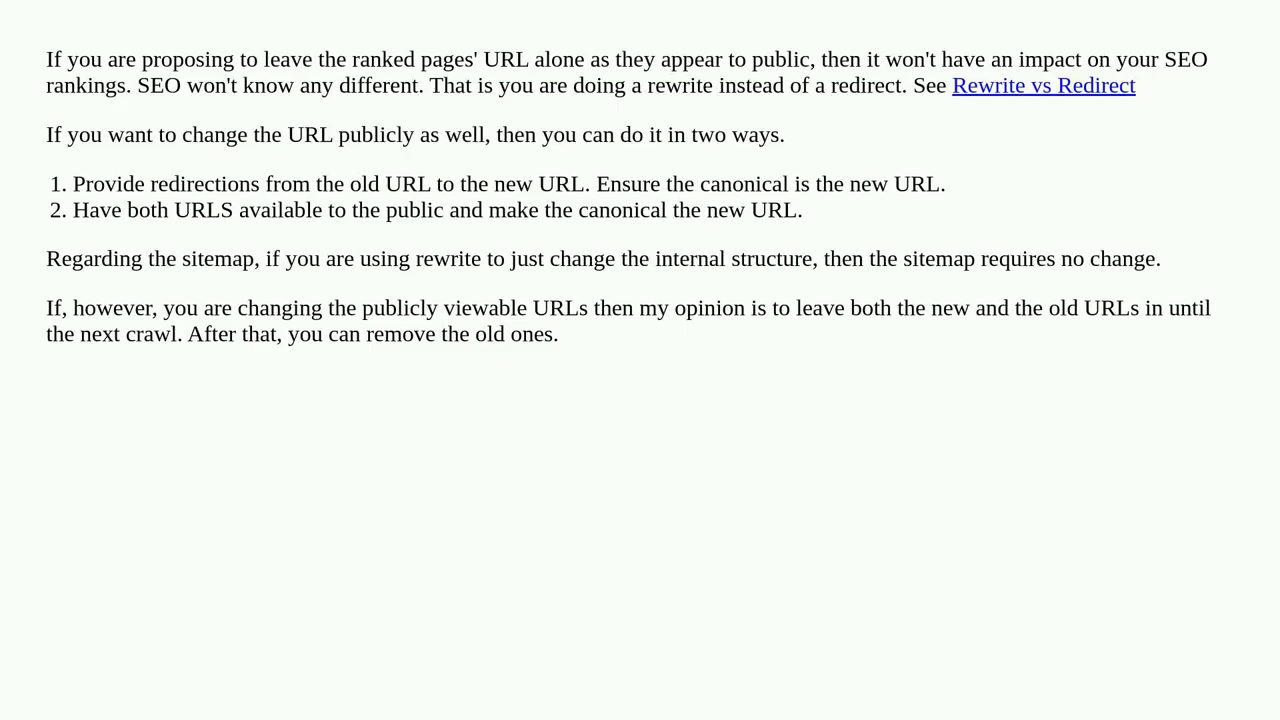 If you are proposing to leave the ranked pages' URL alone as they appear to public, then it won't have an impact on your SEO
rankings. SEO won't know any different. That is you are doing a rewrite instead of a redirect. See Rewrite vs Redirect
If you want to change the URL publicly as well, then you can do it in two ways.
1. Provide redirections from the old URL to the new URL. Ensure the canonical is the new URL.
2. Have both URLS available to the public and make the canonical the new URL.
Regarding the sitemap, if you are using rewrite to just change the internal structure, then the sitemap requires no change.
If, however, you are changing the publicly viewable URLs then my opinion is to leave both the new and the old URLs in until
the next crawl. After that, you can remove the old ones.